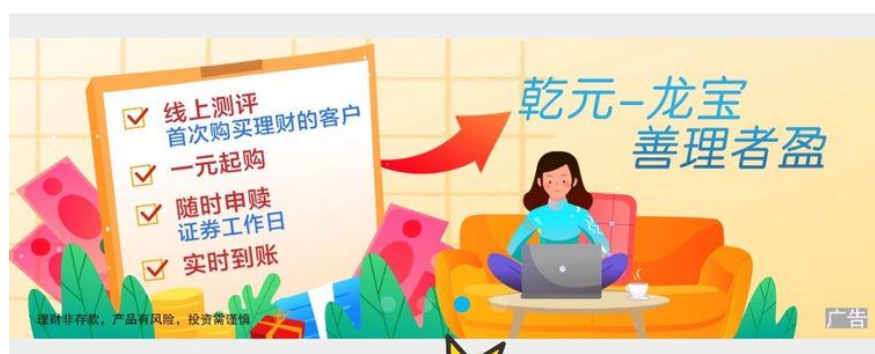 线上测评
首次购买理财的客户
一元起购
随时申赎
证券工作日
实时到账
乾元-龙宝
善理者盈
理财非存款，产品有风险，投资需谨慎
广告